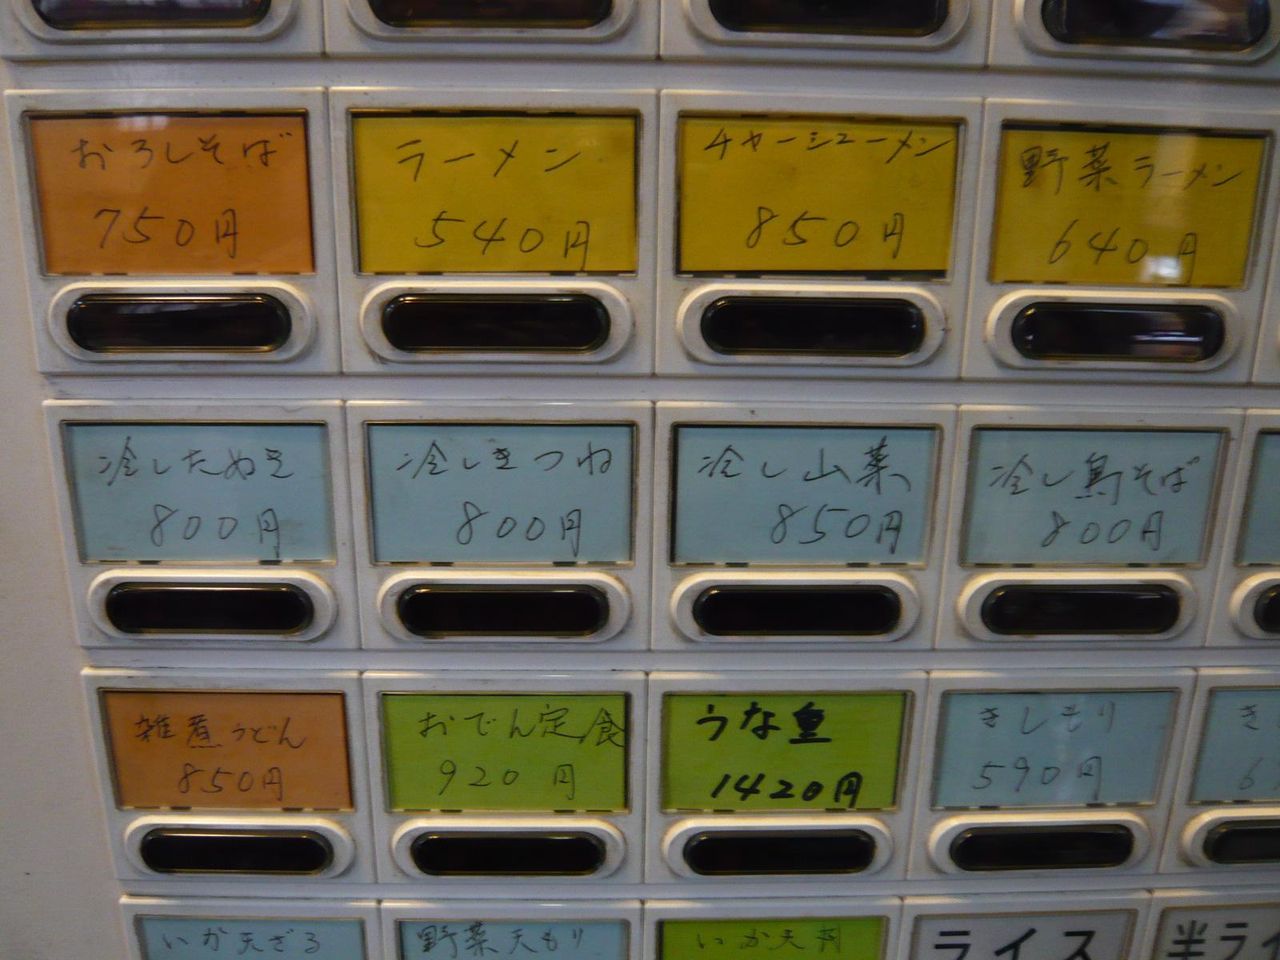 おろしそば
750円
ラーメン
540円
チャーシューメン
850円
野菜ラーメン
640円
冷したぬき
800円
冷しきつね
800円
冷し山菜
850円
冷し鳥そば
800円
雑煮うどん
850円
おでん定食
920円
うな重
1420円
きしもり
590円
き
6
いか天ざる
野菜天もり
いか天丼
ライス
半ライ